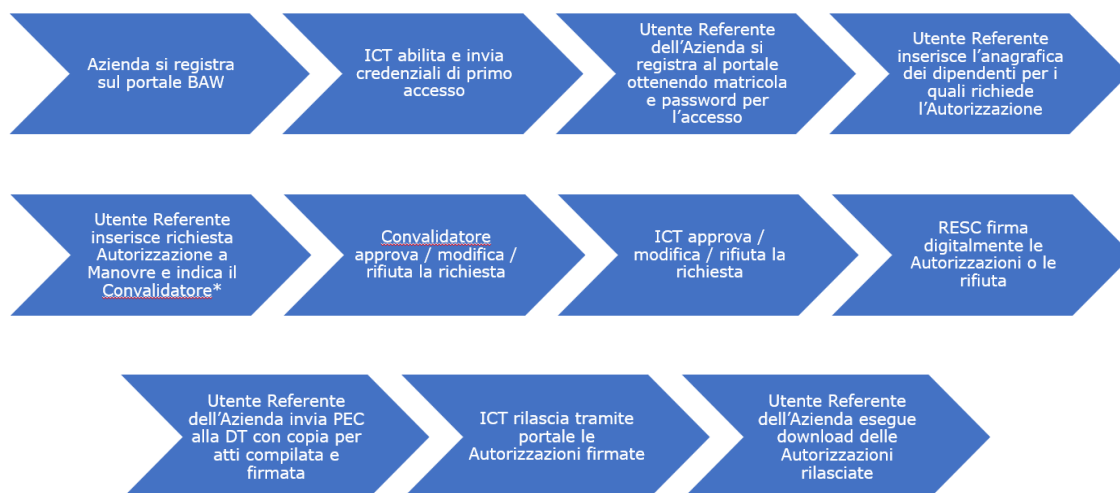 Azienda si registra
sul portale BAW
ICT abilita e invia
credenziali di primo
accesso
Utente Referente
dell’Azienda si
registra al portale
ottenendo matricola
e password per
l’accesso
Utente Referente
inserisce l’anagrafica
dei dipendenti per i
quali richiede
l’Autorizzazione
Utente Referente
inserisce richiesta
Autorizzazione a
Manovre e indica il
Convalidatore*
Convalidatore
approva / modifica /
rifiuta la richiesta
ICT approva /
modifica / rifiuta la
richiesta
RESC firma
digitalmente le
Autorizzazioni o le
rifiuta
Utente Referente
dell’Azienda invia PEC
alla DT con copia per
atti compilata e
firmata
ICT rilascia tramite
portale le
Autorizzazioni firmate
Utente Referente
dell’Azienda esegue
download delle
Autorizzazioni
rilasciate